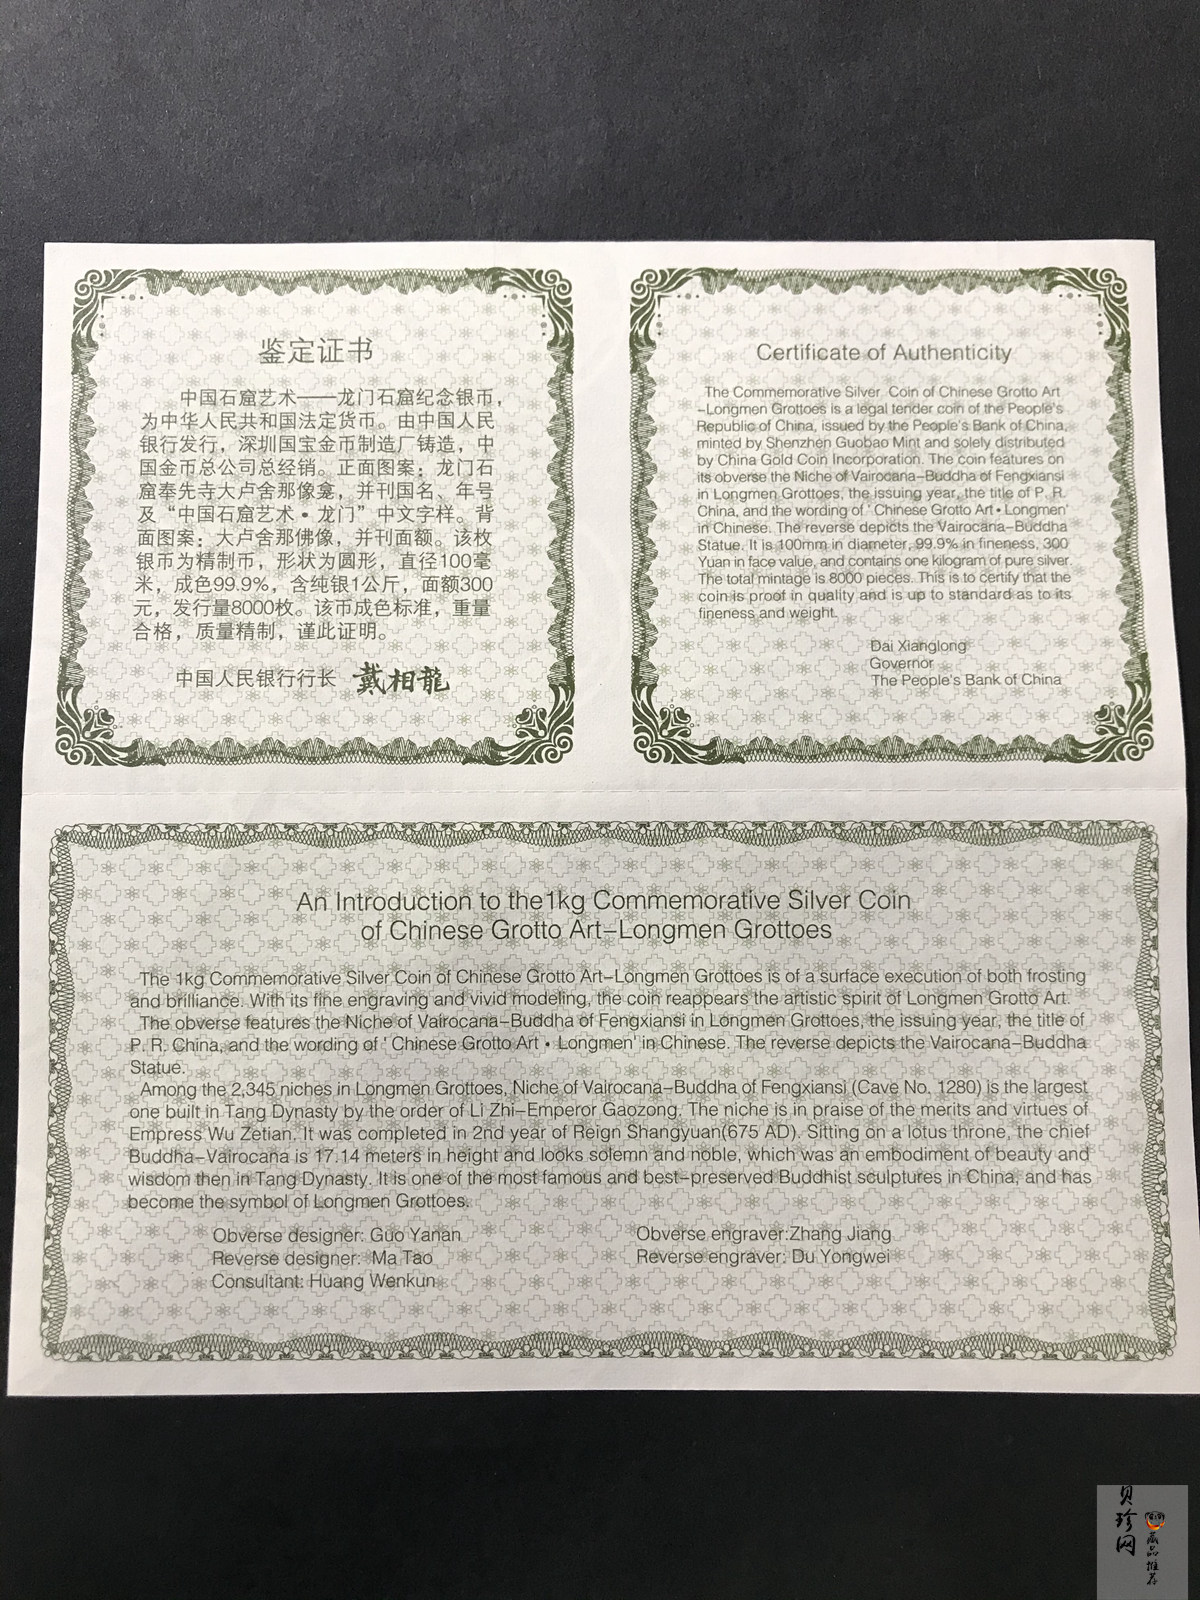 鉴定证书
中国石窟艺术——龙门石窟纪念银币，
为中华人民共和国法定货币。由中国人民
银行发行，深圳国宝金币制造厂铸造，中
国金币总公司总经销。正面图案：龙门石
窟奉先寺大卢舍那像龛，并刊国名、年号
及“中国石窟艺术•龙门”中文字样。背
面图案：大卢舍那佛像，并刊面额。该枚
银币为精制币，形状为圆形，直径100毫
米，成色99.9%，含纯银1公斤，面额300
元，发行量8000枚。该币成色标准，重量
合格，质量精制，谨此证明。
中国人民银行行长 戴相龍
Certificate of Authenticity
The Commemorative Silver Coin of Chinese Grotto Art
-Longmen Grottoes is a legal tender coin of the People's
Republic of China, issued by the People's Bank of China,
minted by Shenzhen Guobao Mint and solely distributed
by China Gold Coin Incorporation. The coin features on
its obverse the Niche of Vairocana-Buddha of Fengxiansi
in Longmen Grottoes, the issuing year, the title of P. R.
China, and the wording of ' Chinese Grotto Art • Longmen'
in Chinese. The reverse depicts the Vairocana-Buddha
Statue. It is 100mm in diameter, 99.9% in fineness, 300
Yuan in face value, and contains one kilogram of pure silver.
The total mintage is 8000 pieces. This is to certify that the
coin is proof in quality and is up to standard as to its
fineness and weight.
Dai Xianglong
Governor
The People's Bank of China
An Introduction to the1kg Commemorative Silver Coin
of Chinese Grotto Art-Longmen Grottoes
The 1kg Commemorative Silver Coin of Chinese Grotto Art-Longmen Grottoes is of a surface execution of both frosting
and brilliance. With its fine engraving and vivid modeling, the coin reappears the artistic spirit of Longmen Grotto Art.
The obverse features the Niche of Vairocana-Buddha of Fengxiansi in Longmen Grottoes, the issuing year, the title of
P. R. China, and the wording of ' Chinese Grotto Art • Longmen' in Chinese. The reverse depicts the Vairocana-Buddha
Statue.
Among the 2,345 niches in Longmen Grottoes, Niche of Vairocana-Buddha of Fengxiansi (Cave No. 1280) is the largest
one built in Tang Dynasty by the order of Li Zhi-Emperor Gaozong. The niche is in praise of the merits and virtues of
Empress Wu Zetian. It was completed in 2nd year of Reign Shangyuan(675 AD). Sitting on a lotus throne, the chief
Buddha-Vairocana is 17.14 meters in height and looks solemn and noble, which was an embodiment of beauty and
wisdom then in Tang Dynasty. It is one of the most famous and best-preserved Buddhist sculptures in China, and has
become the symbol of Longmen Grottoes.
Obverse designer: Guo Yanan
Reverse designer: Ma Tao
Consultant: Huang Wenkun
Obverse engraver:Zhang Jiang
Reverse engraver: Du Yongwei
贝珍网
藏品推荐